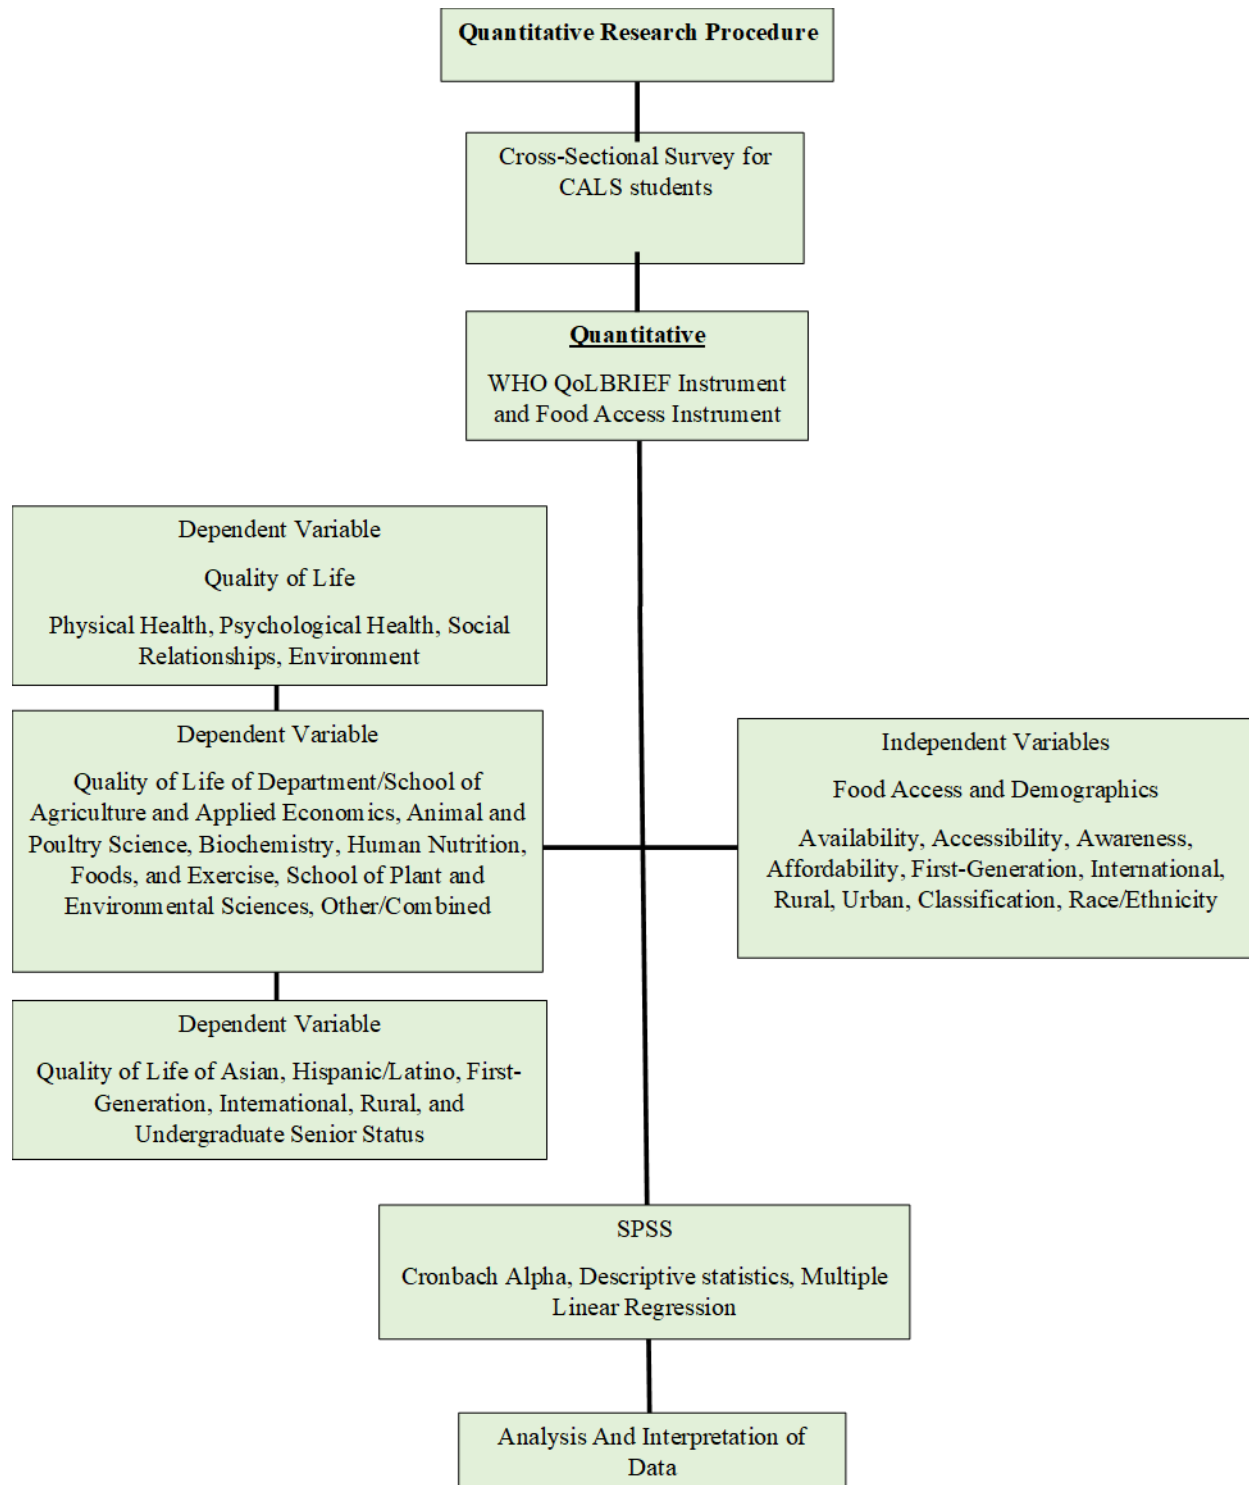 Quantitative Research Procedure
Cross-Sectional Survey for
CALS students
Quantitative
WHO QoLBRIEF Instrument
and Food Access Instrument
Dependent Variable
Quality of Life
Physical Health, Psychological Health, Social
Relationships, Environment
Dependent Variable
Quality of Life of Department/School of
Agriculture and Applied Economics, Animal and
Poultry Science, Biochemistry, Human Nutrition,
Foods, and Exercise, School of Plant and
Environmental Sciences, Other/Combined
Independent Variables
Food Access and Demographics
Availability, Accessibility, Awareness,
Affordability, First-Generation, International,
Rural, Urban, Classification, Race/Ethnicity
Dependent Variable
Quality of Life of Asian, Hispanic/Latino, First-
Generation, International, Rural, and
Undergraduate Senior Status
SPSS
Cronbach Alpha, Descriptive statistics, Multiple
Linear Regression
Analysis And Interpretation of
Data